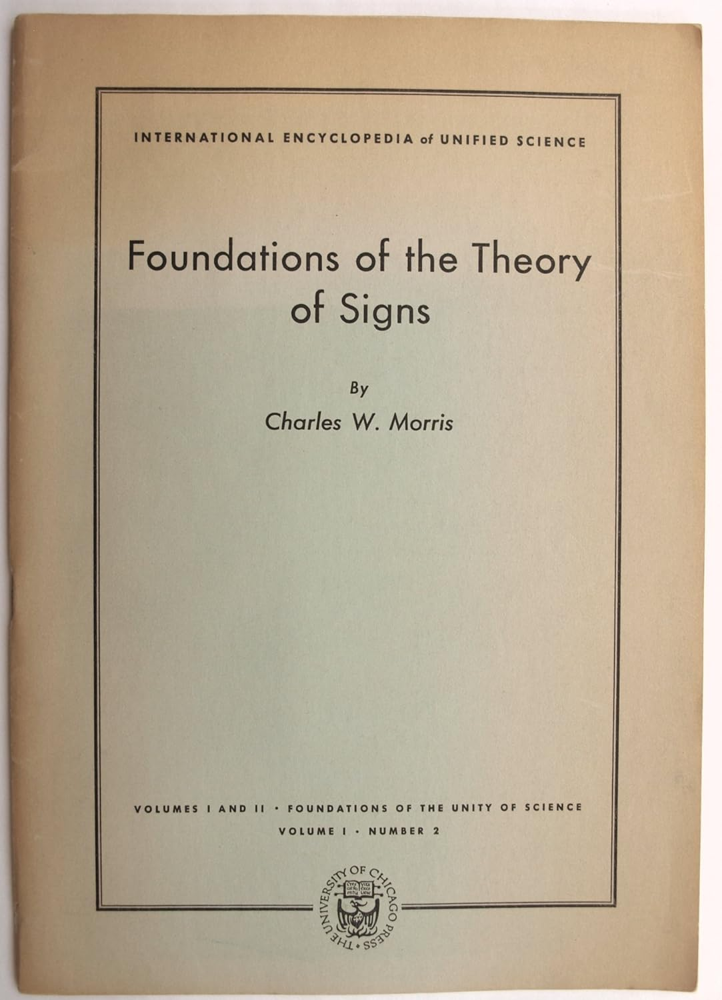 INTERNATIONAL ENCYCLOPEDIA of UNIFIED SCIENCE
Foundations of the Theory
of Signs
By
Charles W. Morris
VOLUMES I AND II · FOUNDATIONS OF THE UNITY OF SCIENCE
VOLUME I · NUMBER 2
THE UNIVERSITY OF CHICAGO PRESS